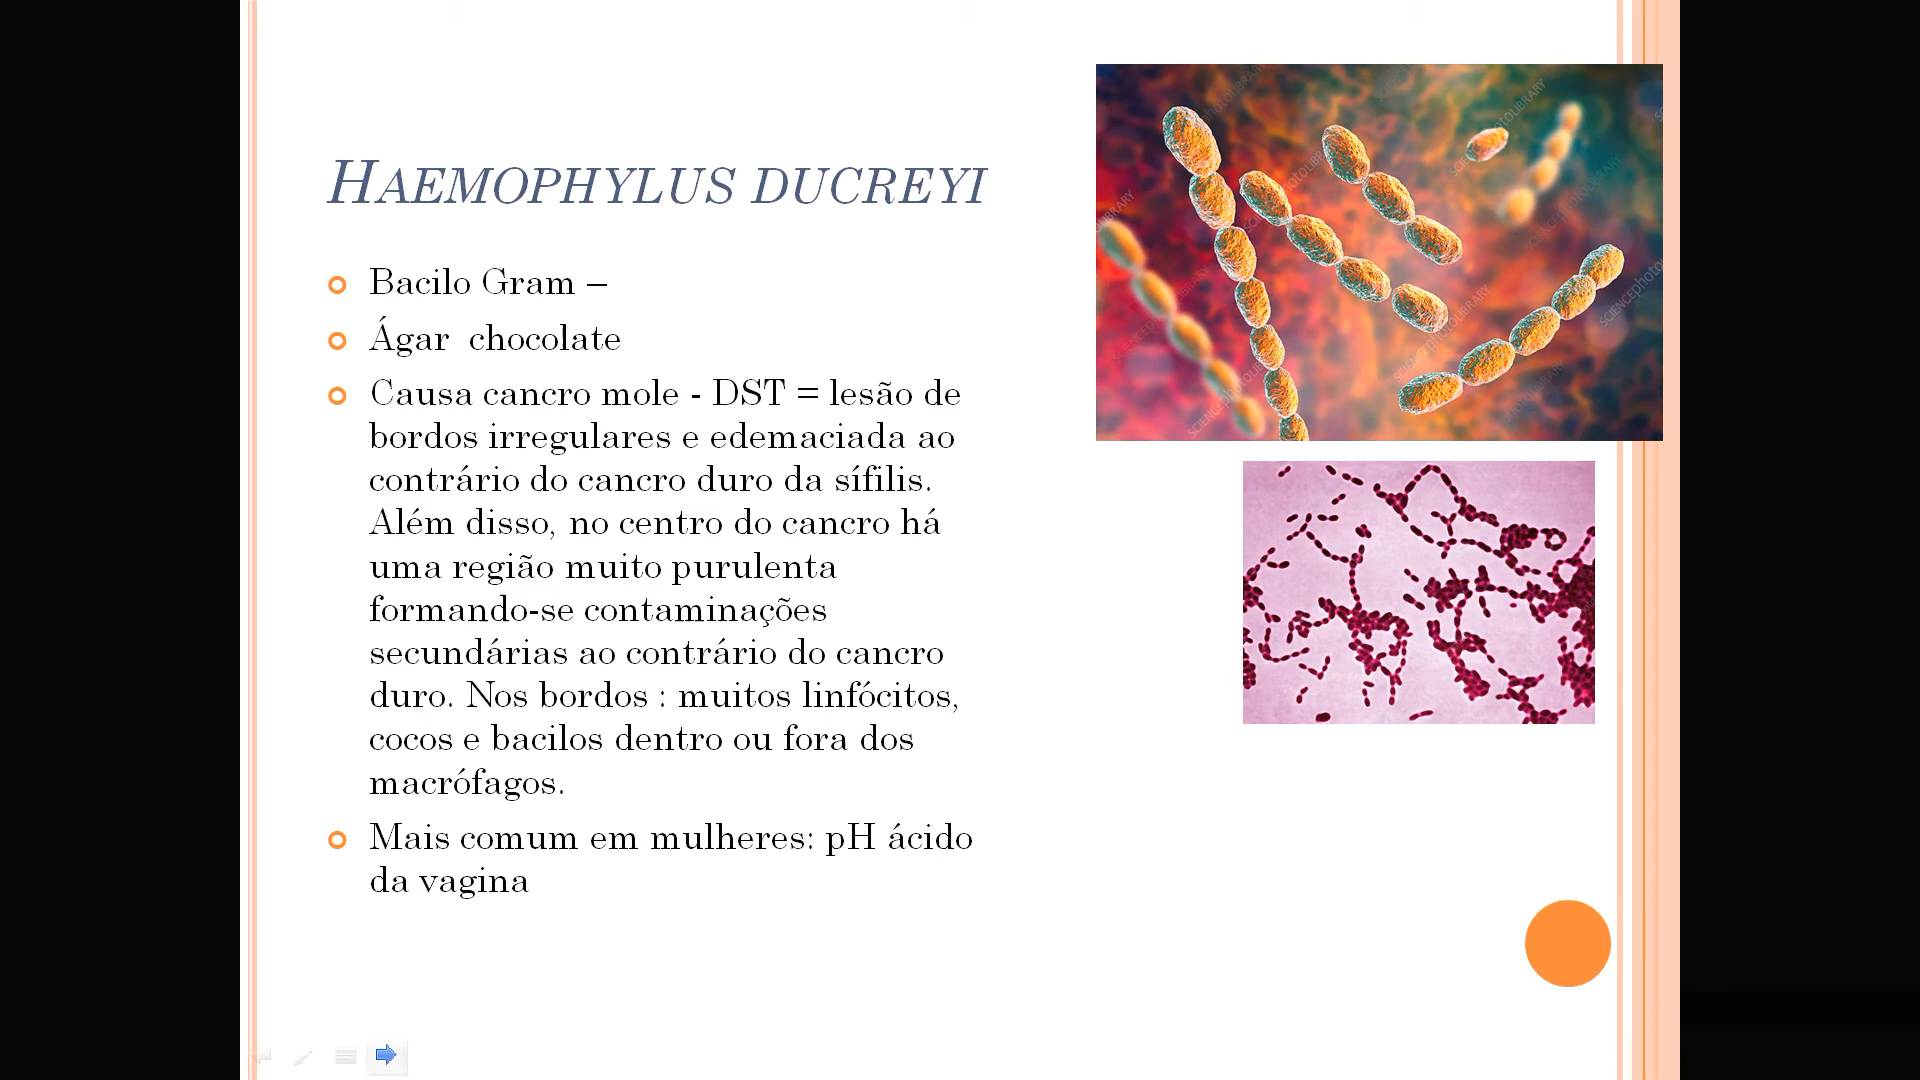 HAEMOPHYLUS DUCREYI
Bacilo Gram –
Ágar chocolate
Causa cancro mole - DST = lesão de
bordos irregulares e edemaciada ao
contrário do cancro duro da sífilis.
Além disso, no centro do cancro há
uma região muito purulenta
formando-se contaminações
secundárias ao contrário do cancro
duro. Nos bordos : muitos linfócitos,
cocos e bacilos dentro ou fora dos
macrófagos.
Mais comum em mulheres: pH ácido
da vagina